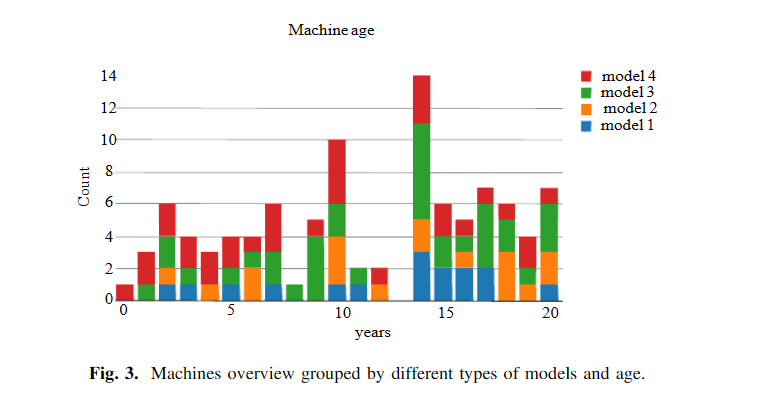 Machine age
14
12
10
8
6
4
2
0
Count
0 5 10 15 20
years
model 4
model 3
model 2
model 1
Fig. 3. Machines overview grouped by different types of models and age.